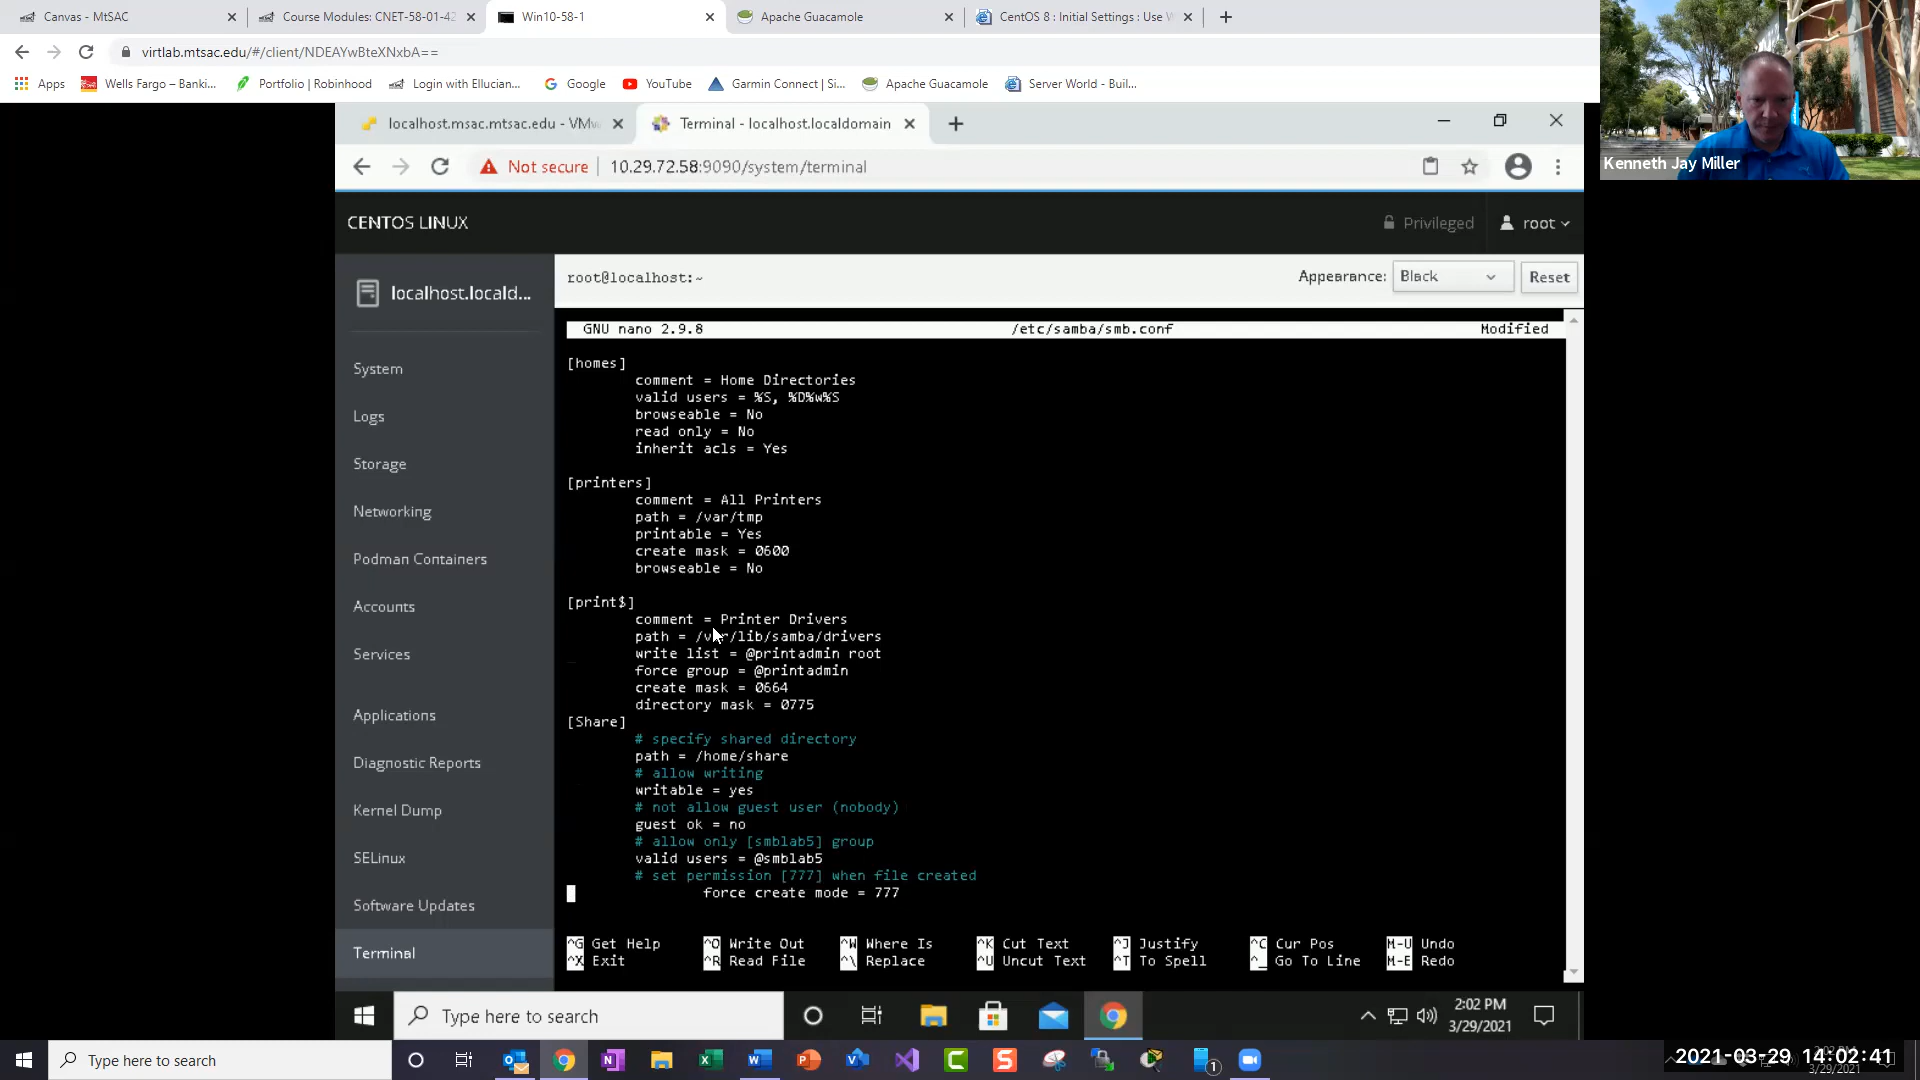 Canvas - MtSAC
Course Modules: CNET-58-01-42
Win10-58-1
Apache Guacamole
CentOS 8 : Initial Settings : Use
virtlab.mtsac.edu/#/client/NDEAYwBteXNxbA==
Apps
Wells Fargo – Banki...
Portfolio | Robinhood
Login with Ellucian...
Google
YouTube
Garmin Connect | Si...
Apache Guacamole
Server World - Buil...
Kenneth Jay Miller
localhost.msac.mtsac.edu - VMw
Terminal - localhost.localdomain
Not secure
10.29.72.58:9090/system/terminal
CENTOS LINUX
Privileged
root
localhost.locald...
root@localhost:~
Appearance:
Black
Reset
System
Logs
Storage
Networking
Podman Containers
Accounts
Services
Applications
Diagnostic Reports
Kernel Dump
SELinux
Software Updates
Terminal
GNU nano 2.9.8 /etc/samba/smb.conf Modified
[homes]
comment = Home Directories
valid users = %S, %D%w%S
browseable = No
read only = No
inherit acls = Yes
[printers]
comment = All Printers
path = /var/tmp
printable = Yes
create mask = 0600
browseable = No
[print$]
comment = Printer Drivers
path = /var/lib/samba/drivers
write list = @printadmin root
force group = @printadmin
create mask = 0664
directory mask = 0775
[Share]
# specify shared directory
path = /home/share
# allow writing
writable = yes
# not allow guest user (nobody)
guest ok = no
# allow only [smblab5] group
valid users = @smblab5
# set permission [777] when file created
force create mode = 777
^G Get Help ^O Write Out ^W Where Is ^K Cut Text ^J Justify ^C Cur Pos M-U Undo
^X Exit ^R Read File ^\ Replace ^U Uncut Text ^T To Spell ^_ Go To Line M-E Redo
Type here to search
2:02 PM
3/29/2021
Type here to search
2021-03-29 14:02:41
3/29/2021